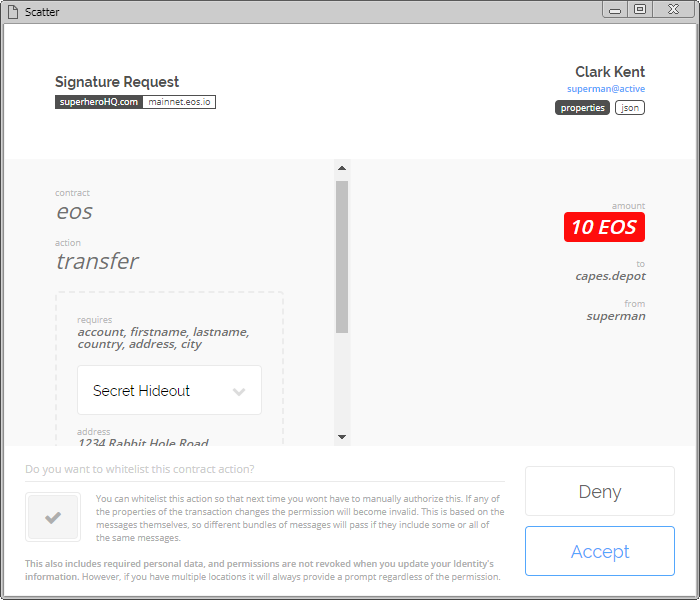 Scatter
Signature Request
superheroHQ.com mainnet.eos.io
Clark Kent
superman@active
properties json
contract
eos
action
transfer
requires
account, firstname, lastname,
country, address, city
Secret Hideout
address
1234 Rabbit Hole Road
amount
10 EOS
to
capes.depot
from
superman
Do you want to whitelist this contract action?
You can whitelist this action so that next time you wont have to manually authorize this. If any of
the properties of the transaction changes the permission will become invalid. This is based on the
messages themselves, so different bundles of messages will pass if they include some or all of
the same messages.
This also includes required personal data, and permissions are not revoked when you update your Identity's
information. However, if you have multiple locations it will always provide a prompt regardless of the permission.
Deny
Accept